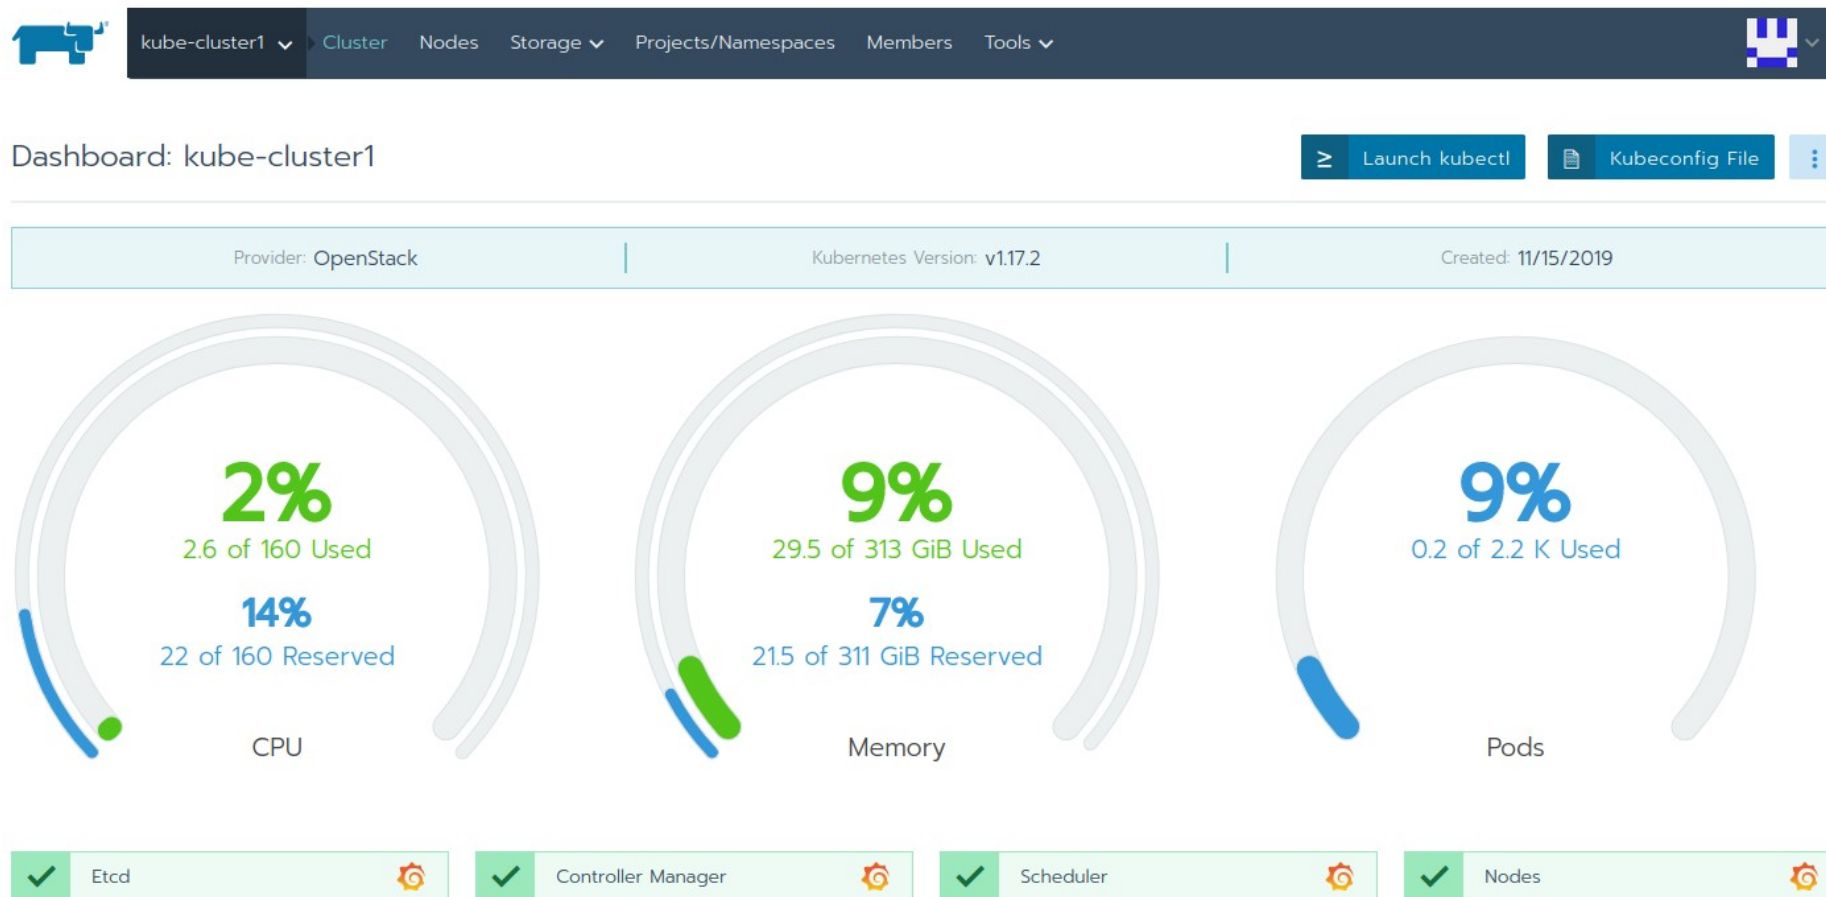 kube-cluster1 Cluster Nodes Storage Projects/Namespaces Members Tools
Dashboard: kube-cluster1
Launch kubectl Kubeconfig File
Provider: OpenStack Kubernetes Version: v1.17.2 Created: 11/15/2019
2%
2.6 of 160 Used
14%
22 of 160 Reserved
CPU
9%
29.5 of 313 GiB Used
7%
21.5 of 311 GiB Reserved
Memory
9%
0.2 of 2.2 K Used
Pods
Etcd Controller Manager Scheduler Nodes